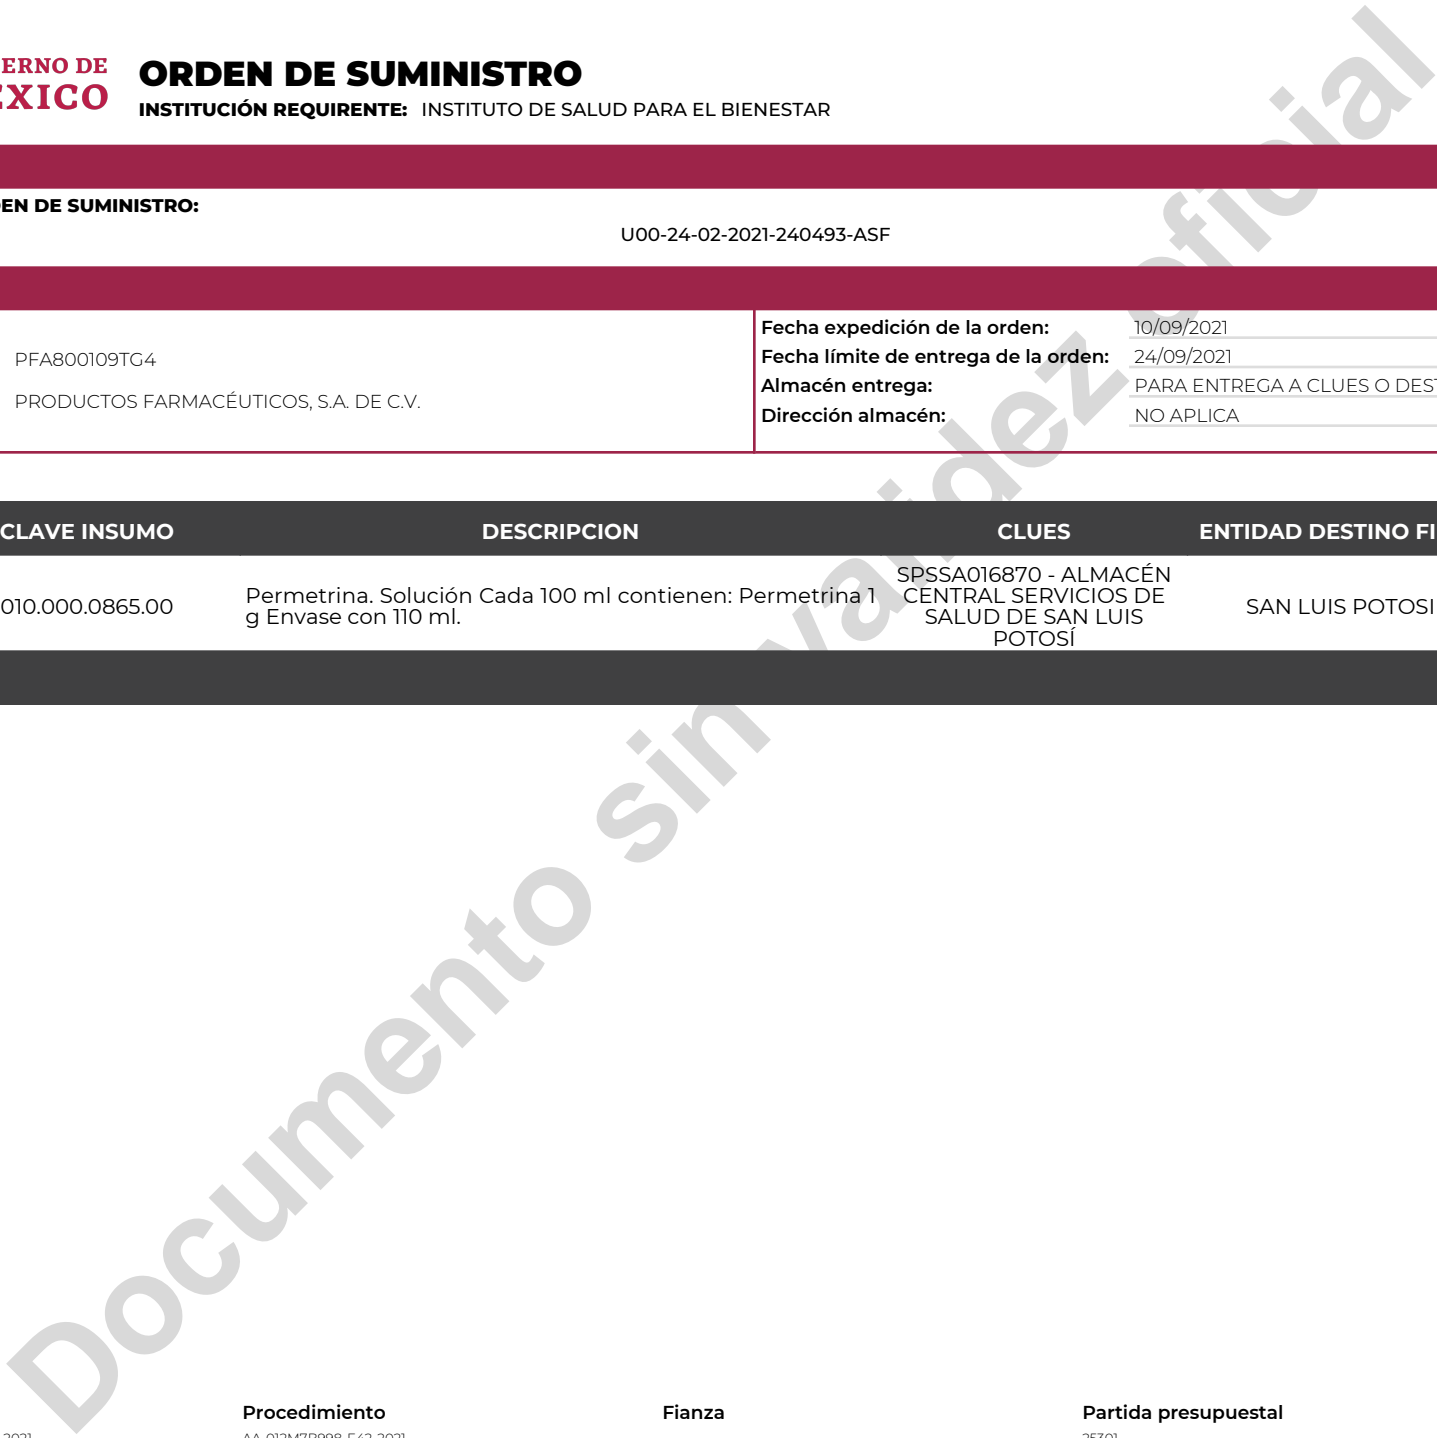 ERNO DE
EXICO
ORDEN DE SUMINISTRO
INSTITUCIÓN REQUIRENTE: INSTITUTO DE SALUD PARA EL BIENESTAR
EN DE SUMINISTRO:
U00-24-02-2021-240493-ASF
PFA800109TG4
PRODUCTOS FARMACÉUTICOS, S.A. DE C.V.
Fecha expedición de la orden: 10/09/2021
Fecha límite de entrega de la orden: 24/09/2021
Almacén entrega: PARA ENTREGA A CLUES O DEST
Dirección almacén: NO APLICA
CLAVE INSUMO DESCRIPCION CLUES ENTIDAD DESTINO FI
010.000.0865.00
Permetrina. Solución Cada 100 ml contienen: Permetrina 1
g Envase con 110 ml.
SPSSA016870 - ALMACÉN
CENTRAL SERVICIOS DE
SALUD DE SAN LUIS
POTOSÍ
SAN LUIS POTOSI
Documento sin validez oficial
Procedimiento Fianza Partida presupuestal